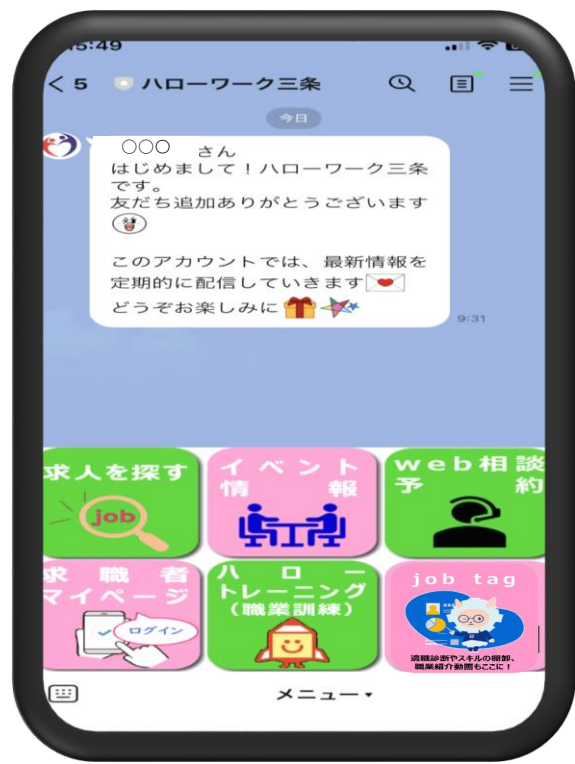 15:49
< 5 ハローワーク三条
今日
○○○ さん
はじめまして！ハローワーク三条
です。
友だち追加ありがとうございます
このアカウントでは、最新情報を
定期的に配信していきます
どうぞお楽しみに
9:31
求人を探す
job
イベント
情報
web相談
予約
求職者
マイページ
ログイン
ハロー
トレーニング
(職業訓練)
job tag
適職診断やスキルの棚卸、
職業紹介動画もここに！
メニュー▼